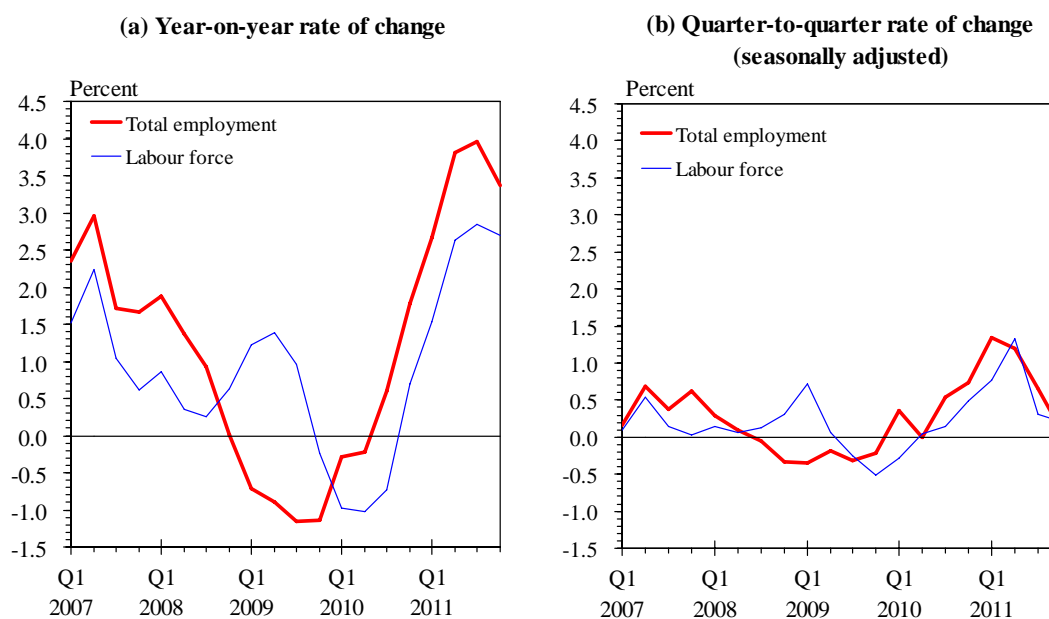 (a) Year-on-year rate of change
Percent
4.5
4.0
3.5
3.0
2.5
2.0
1.5
1.0
0.5
0.0
-0.5
-1.0
-1.5
Total employment
Labour force
Q1 Q1 Q1 Q1 Q1
2007 2008 2009 2010 2011
(b) Quarter-to-quarter rate of change
(seasonally adjusted)
Percent
4.5
4.0
3.5
3.0
2.5
2.0
1.5
1.0
0.5
0.0
-0.5
-1.0
-1.5
Total employment
Labour force
Q1 Q1 Q1 Q1 Q1
2007 2008 2009 2010 2011